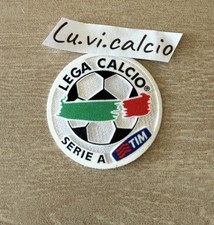 Lu.vi.calcio
LEGA CALCIO®
SERIE A
TIM